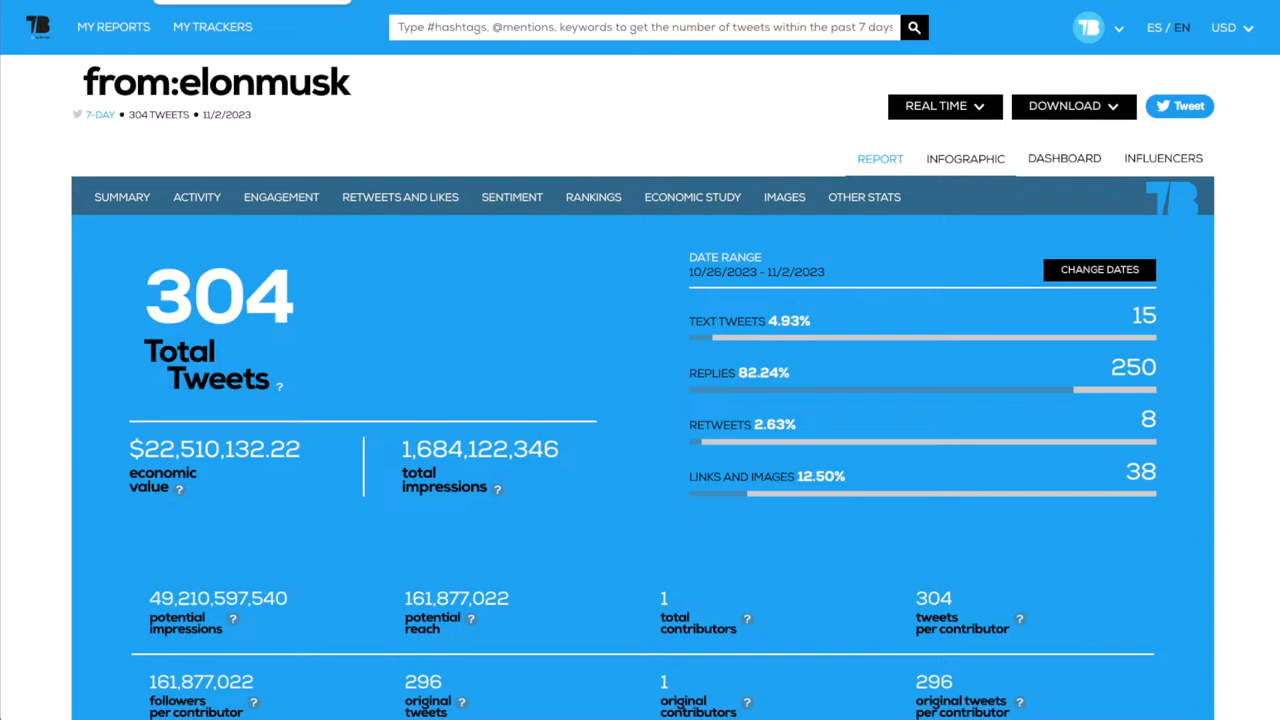 TB
MY REPORTS
MY TRACKERS
Type #hashtags, @mentions, keywords to get the number of tweets within the past 7 days
TB
ES / EN
USD
from:elonmusk
7-DAY • 304 TWEETS • 11/2/2023
REAL TIME
DOWNLOAD
Tweet
REPORT
INFOGRAPHIC
DASHBOARD
INFLUENCERS
SUMMARY
ACTIVITY
ENGAGEMENT
RETWEETS AND LIKES
SENTIMENT
RANKINGS
ECONOMIC STUDY
IMAGES
OTHER STATS
TB
304
Total
Tweets ?
$22,510,132.22
economic
value ?
1,684,122,346
total
impressions ?
DATE RANGE
10/26/2023 - 11/2/2023
CHANGE DATES
TEXT TWEETS 4.93%
15
REPLIES 82.24%
250
RETWEETS 2.63%
8
LINKS AND IMAGES 12.50%
38
49,210,597,540
potential
impressions ?
161,877,022
potential
reach ?
1
total
contributors ?
304
tweets
per contributor ?
161,877,022
followers
per contributor ?
296
original
tweets ?
1
original
contributors ?
296
original tweets
per contributor ?